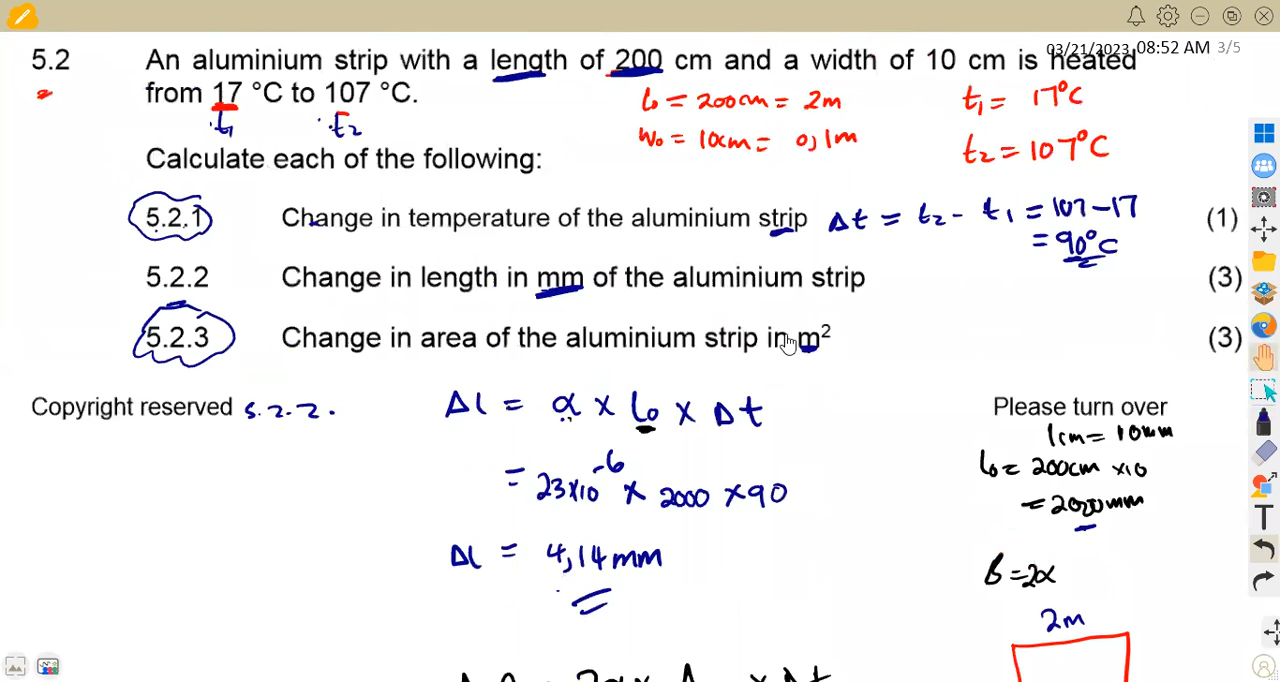 03/21/2023 08:52 AM 3/5
5.2 An aluminium strip with a length of 200 cm and a width of 10 cm is heated
from 17 °C to 107 °C.
t1 t2
l0 = 200cm = 2m
w0 = 10cm = 0,1m
t1 = 17°C
t2 = 107°C
Calculate each of the following:
5.2.1 Change in temperature of the aluminium strip Δt = t2 - t1 = 107-17 (1)
= 90°C
5.2.2 Change in length in mm of the aluminium strip (3)
5.2.3 Change in area of the aluminium strip in m² (3)
Copyright reserved 5.2.2.
Please turn over
Δl = α × l0 × Δt
= 23×10⁻⁶ × 2000 × 90
Δl = 4,14mm
1cm = 10mm
l0 = 200cm ×10
= 2000mm
β = 2α
2m